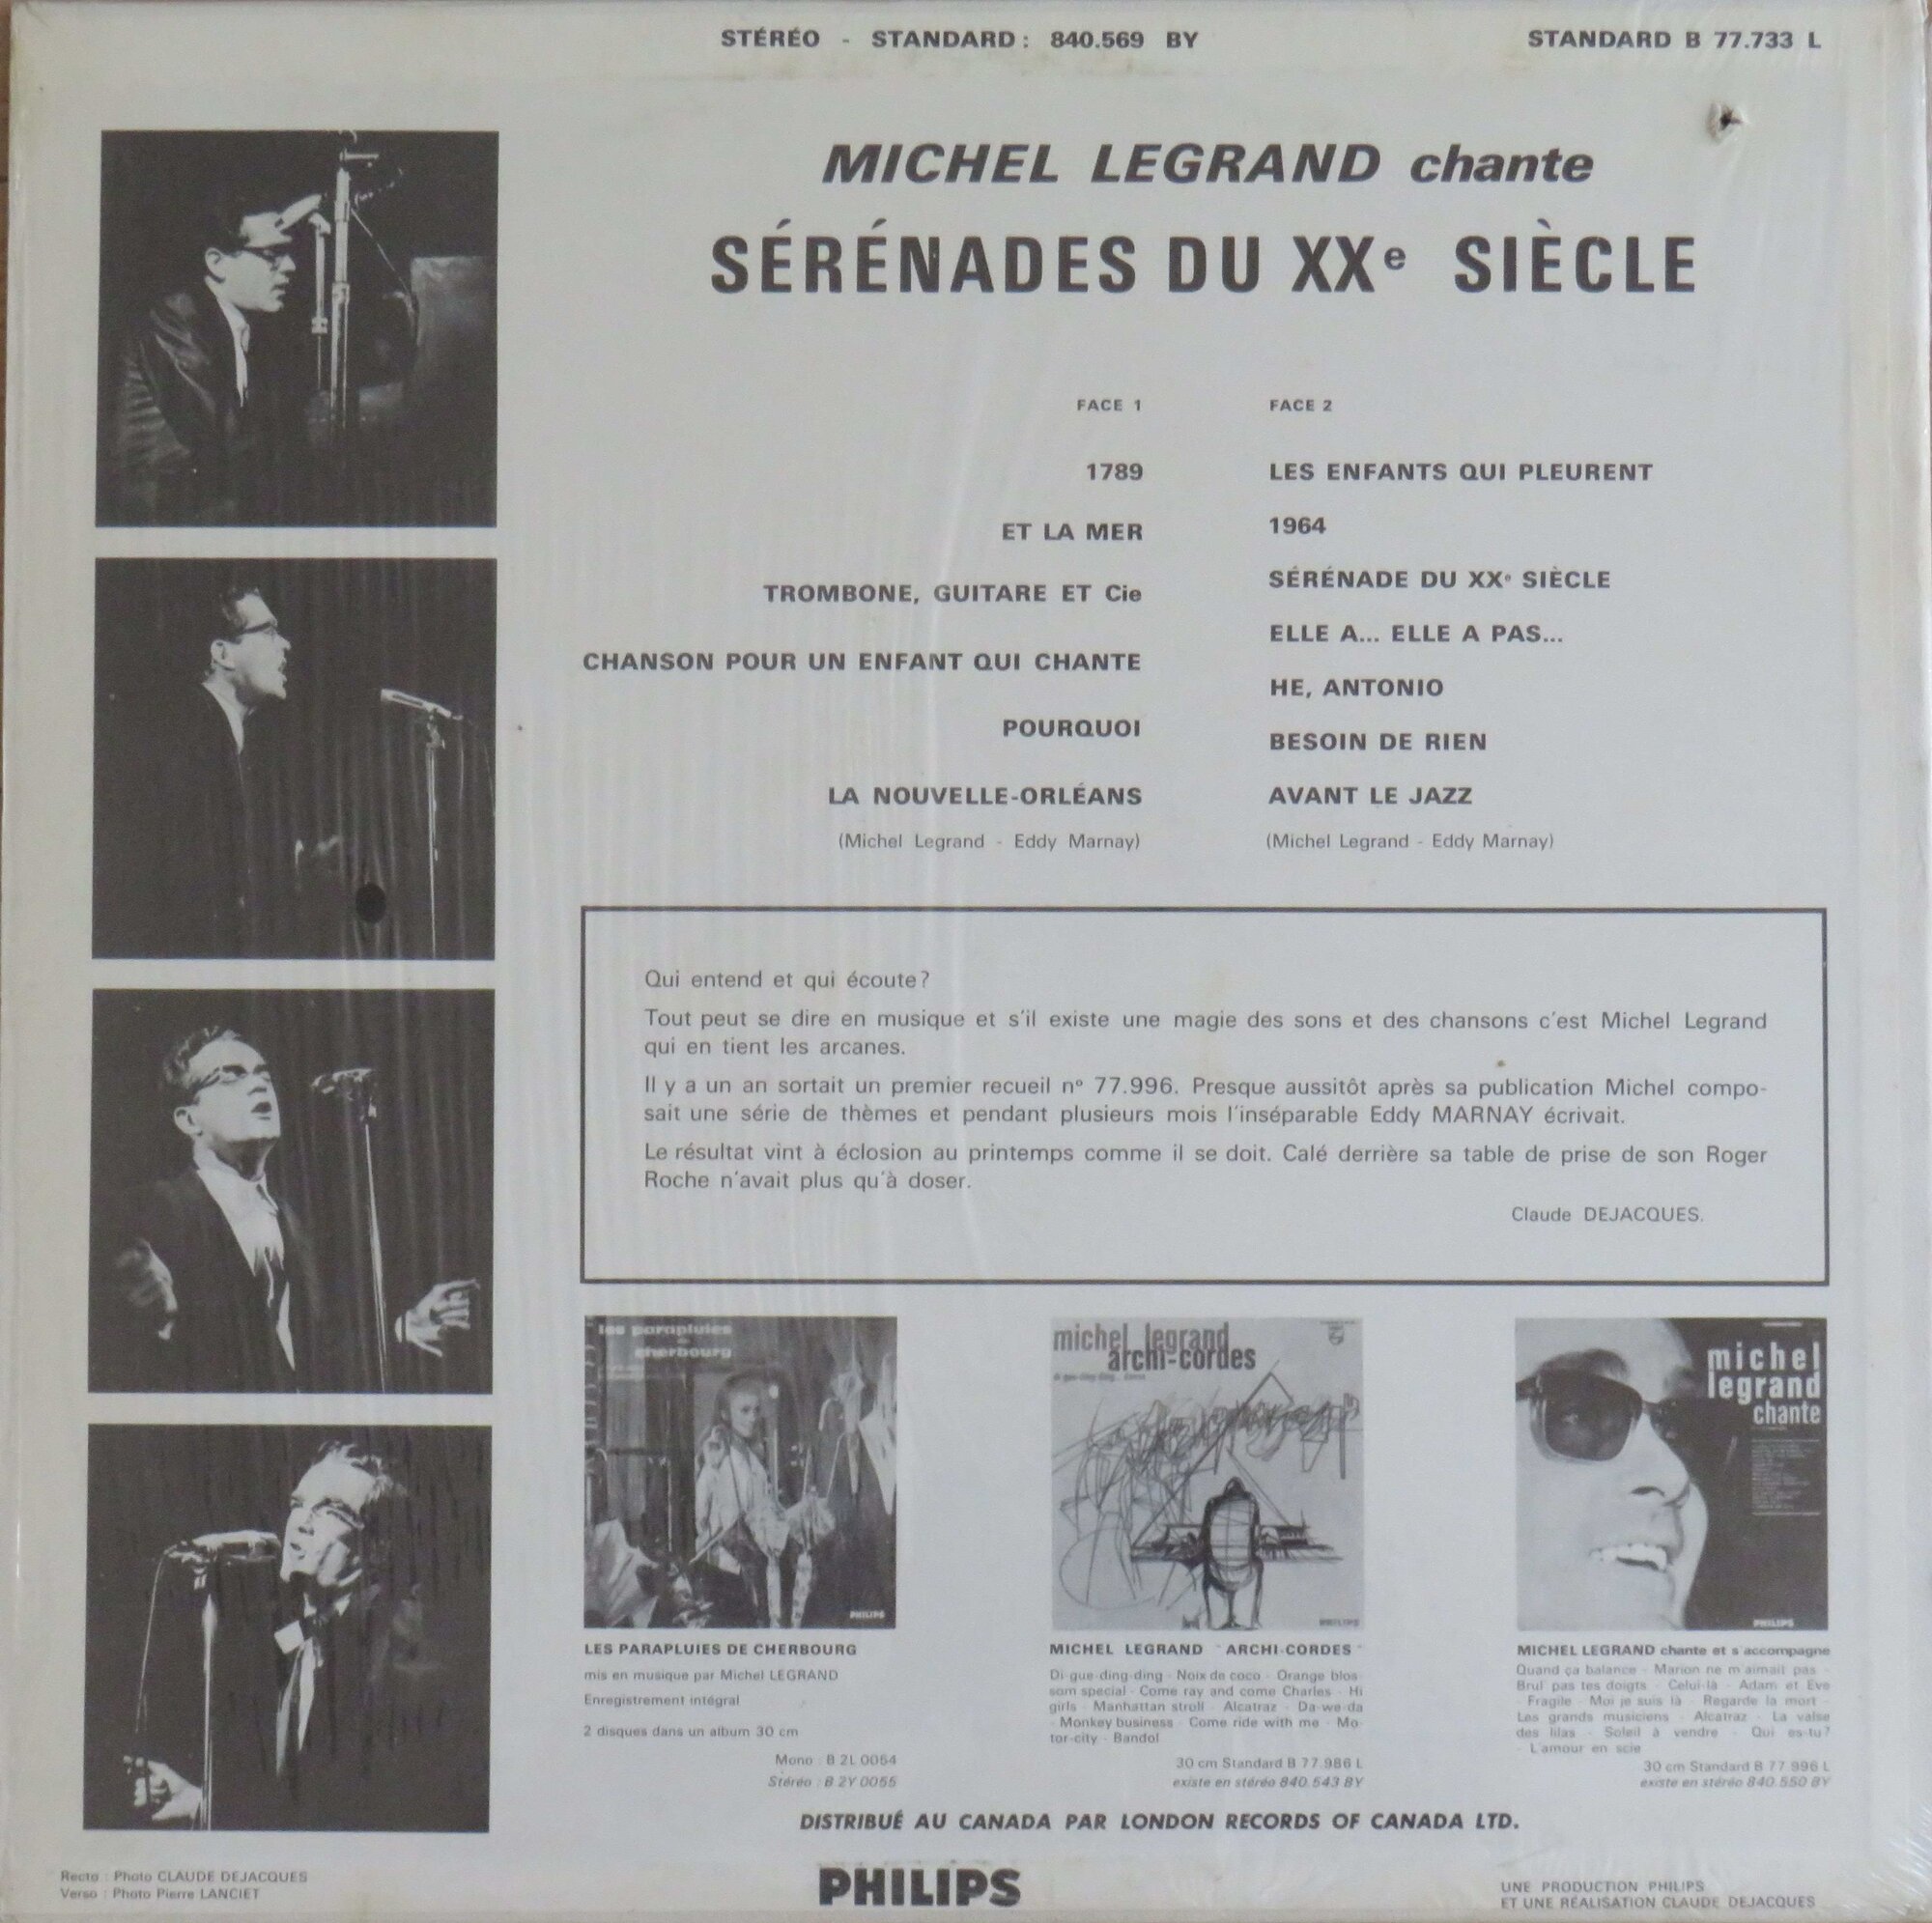 STÉRÉO - STANDARD : 840.569 BY
STANDARD B 77.733 L
MICHEL LEGRAND chante
SÉRÉNADES DU XXe SIÈCLE
FACE 1
1789
ET LA MER
TROMBONE, GUITARE ET Cie
CHANSON POUR UN ENFANT QUI CHANTE
POURQUOI
LA NOUVELLE-ORLÉANS
(Michel Legrand - Eddy Marnay)
FACE 2
LES ENFANTS QUI PLEURENT
1964
SÉRÉNADE DU XXe SIÈCLE
ELLE A... ELLE A PAS...
HE, ANTONIO
BESOIN DE RIEN
AVANT LE JAZZ
(Michel Legrand - Eddy Marnay)
Qui entend et qui écoute?
Tout peut se dire en musique et s'il existe une magie des sons et des chansons c'est Michel Legrand
qui en tient les arcanes.
Il y a un an sortait un premier recueil nº 77.996. Presque aussitôt après sa publication Michel compo-
sait une série de thèmes et pendant plusieurs mois l'inséparable Eddy MARNAY écrivait.
Le résultat vint à éclosion au printemps comme il se doit. Calé derrière sa table de prise de son Roger
Roche n'avait plus qu'à doser.
Claude DEJACQUES.
les parapluies
de
cherbourg
PHILIPS
LES PARAPLUIES DE CHERBOURG
mis en musique par Michel LEGRAND
Enregistrement intégral
2 disques dans un album 30 cm
Mono : B 2L 0054
Stéréo : B 2Y 0055
michel legrand
archi-cordes
PHILIPS
MICHEL LEGRAND "ARCHI-CORDES"
Di gue-ding-ding - Noix de coco - Orange blos-
som special - Come ray and come Charles - Hi
girls - Manhattan stroll - Alcatraz - Da-we-da
- Monkey business - Come ride with me - Mo-
tor-city - Bandol
30 cm Standard B 77.986 L
existe en stéréo 840.543 BY
michel
legrand
chante
PHILIPS
MICHEL LEGRAND chante et s'accompagne
Quand ça balance - Marion ne m'aimait pas -
Brul' pas tes doigts - Celui-là - Adam et Eve
- Fragile - Moi je suis là - Regarde la mort -
Les grands musiciens - Alcatraz - La valse
des lilas - Soleil à vendre - Qui es-tu?
- L'amour en scie
30 cm Standard B 77.996 L
existe en stéréo 840.550 BY
DISTRIBUÉ AU CANADA PAR LONDON RECORDS OF CANADA LTD.
Recto : Photo CLAUDE DEJACQUES
Verso : Photo Pierre LANCIET
PHILIPS
UNE PRODUCTION PHILIPS
ET UNE RÉALISATION CLAUDE DEJACQUES